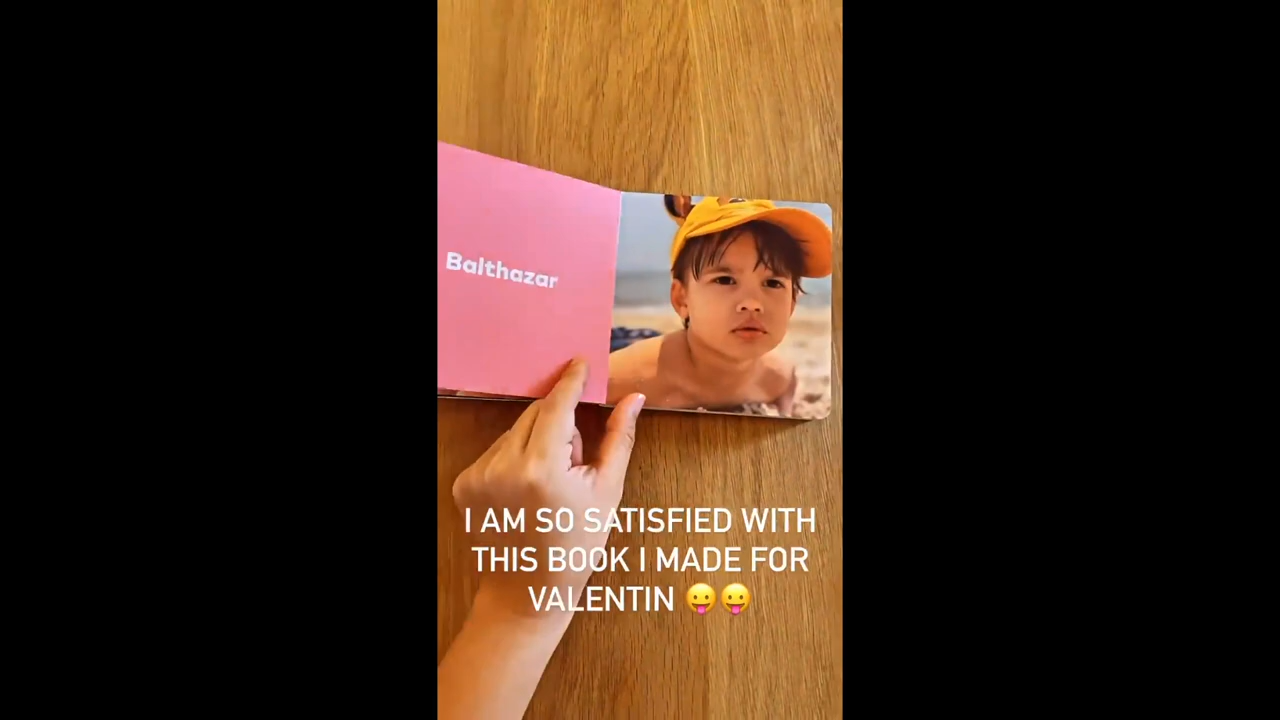 Balthazar
I AM SO SATISFIED WITH
THIS BOOK I MADE FOR
VALENTIN 😛😛